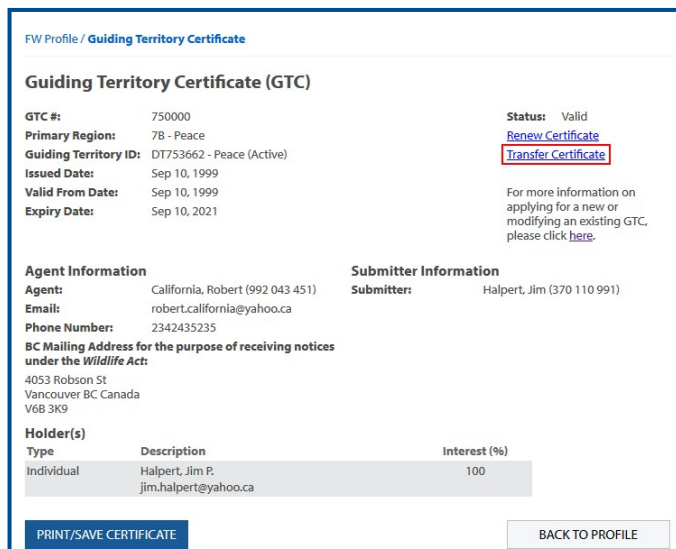 FW Profile / Guiding Territory Certificate
Guiding Territory Certificate (GTC)
GTC #: 750000
Primary Region: 7B - Peace
Guiding Territory ID: DT753662 - Peace (Active)
Issued Date: Sep 10, 1999
Valid From Date: Sep 10, 1999
Expiry Date: Sep 10, 2021
Status: Valid
Renew Certificate
Transfer Certificate
For more information on
applying for a new or
modifying an existing GTC,
please click here.
Agent Information
Agent: California, Robert (992 043 451)
Email: robert.california@yahoo.ca
Phone Number: 2342435235
BC Mailing Address for the purpose of receiving notices
under the Wildlife Act:
4053 Robson St
Vancouver BC Canada
V6B 3K9
Submitter Information
Submitter: Halpert, Jim (370 110 991)
Holder(s)
Type Description Interest (%)
Individual Halpert, Jim P. 100
jim.halpert@yahoo.ca
PRINT/SAVE CERTIFICATE
BACK TO PROFILE